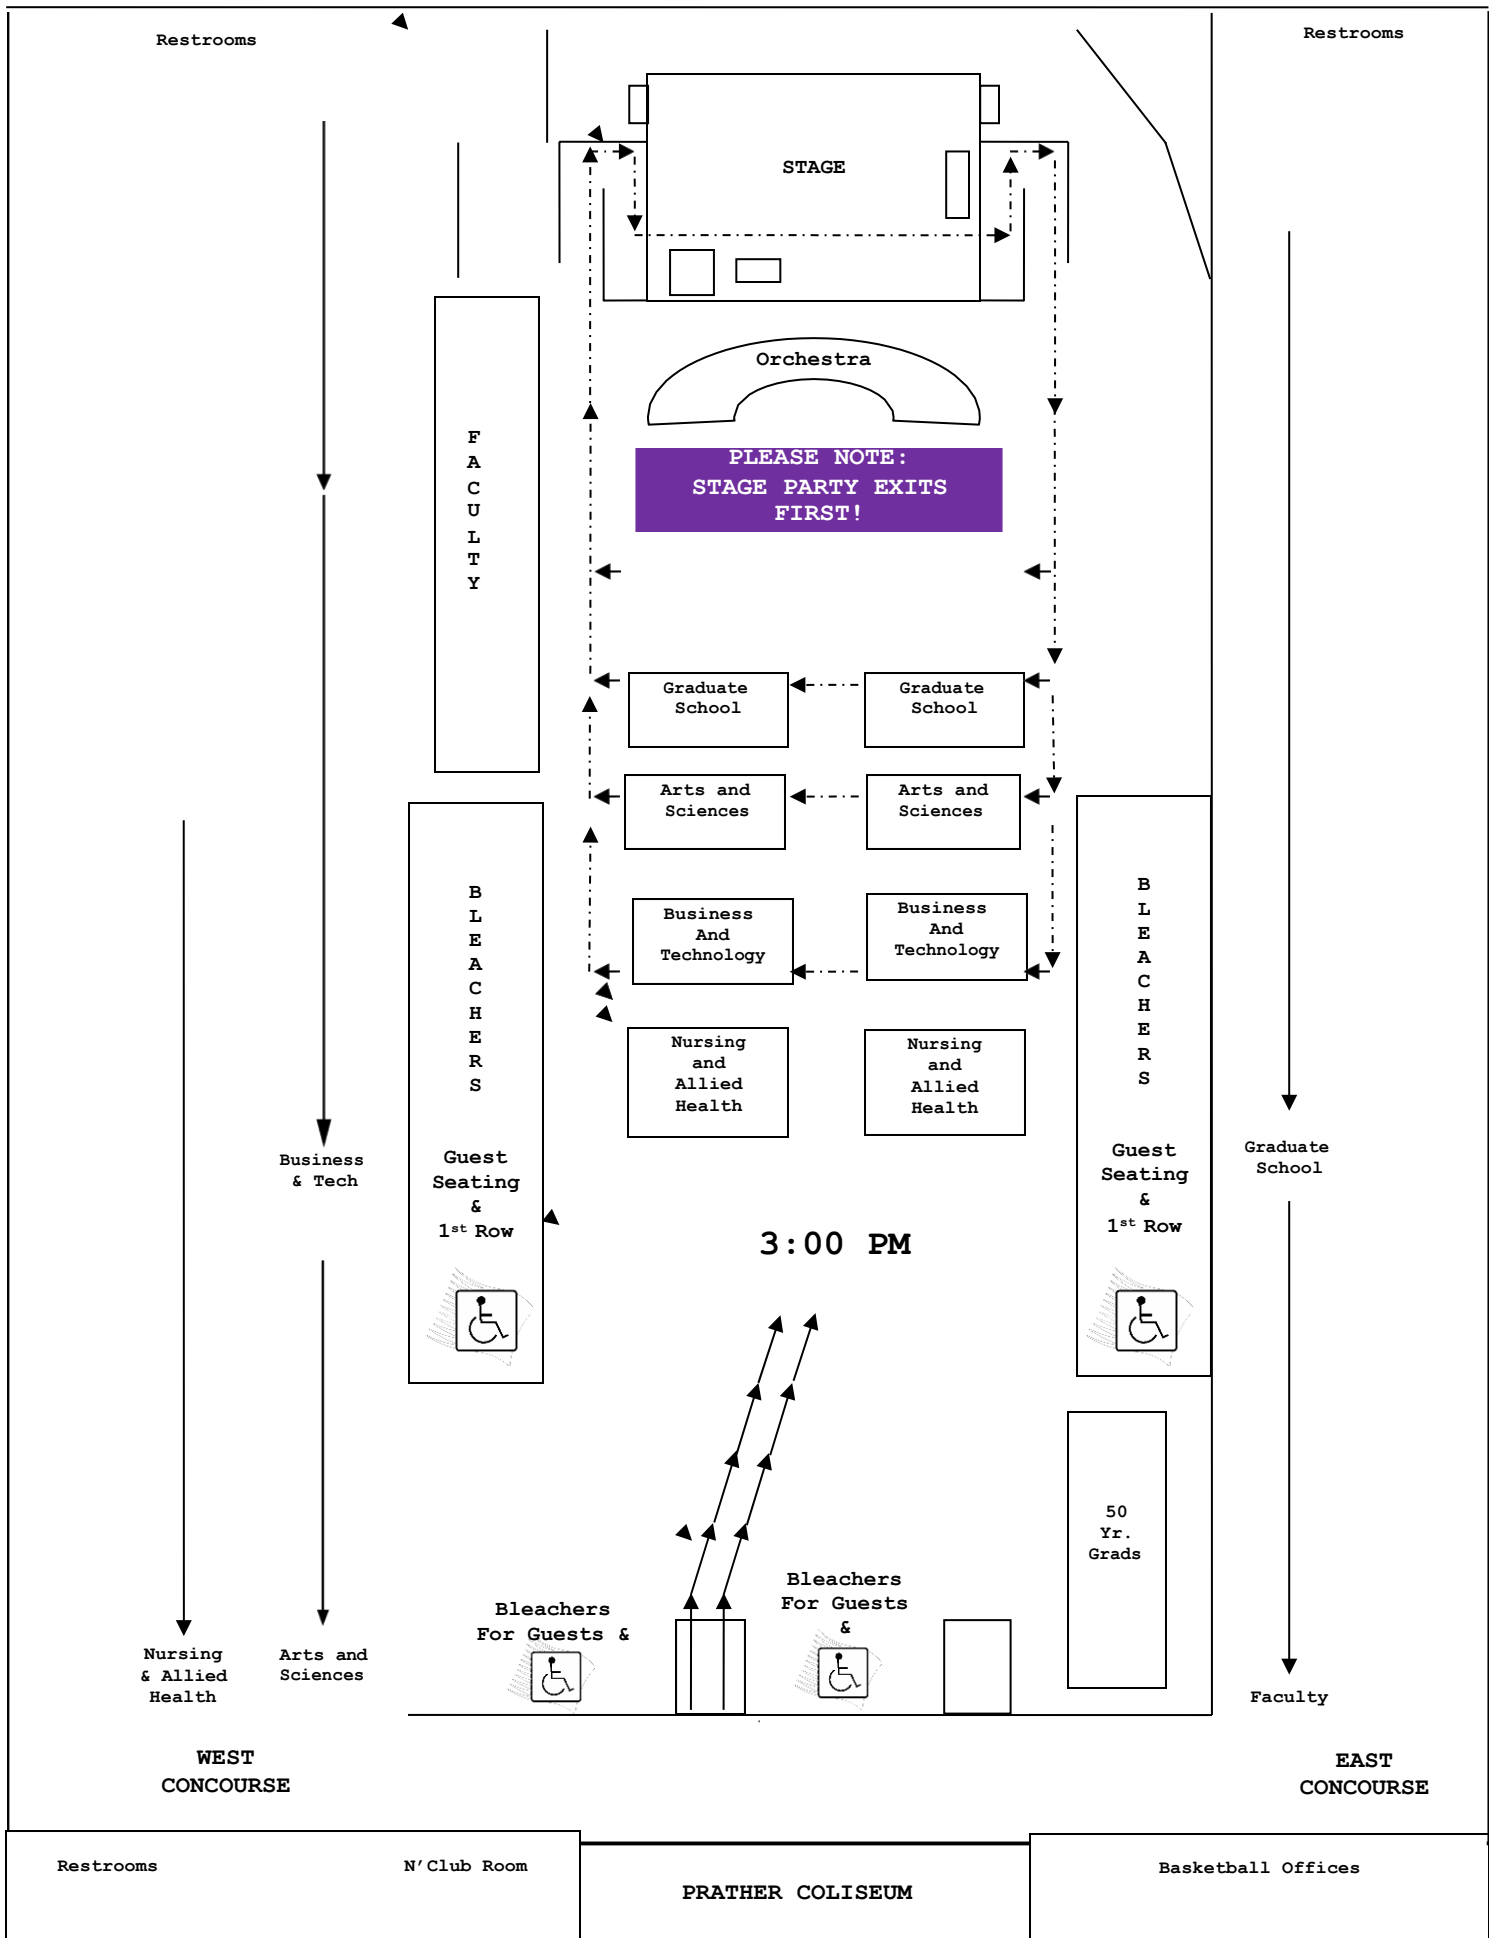 Restrooms
Restrooms
STAGE
Orchestra
PLEASE NOTE:
STAGE PARTY EXITS
FIRST!
F
A
C
U
L
T
Y
Graduate
School
Graduate
School
Arts and
Sciences
Arts and
Sciences
Business
And
Technology
Business
And
Technology
Nursing
and
Allied
Health
Nursing
and
Allied
Health
B
L
E
A
C
H
E
R
S
Guest
Seating
&
1st Row
B
L
E
A
C
H
E
R
S
Guest
Seating
&
1st Row
Business
& Tech
Graduate
School
3:00 PM
50
Yr.
Grads
Bleachers
For Guests &
Bleachers
For Guests
&
Nursing
& Allied
Health
Arts and
Sciences
Faculty
WEST
CONCOURSE
EAST
CONCOURSE
Restrooms
N'Club Room
PRATHER COLISEUM
Basketball Offices